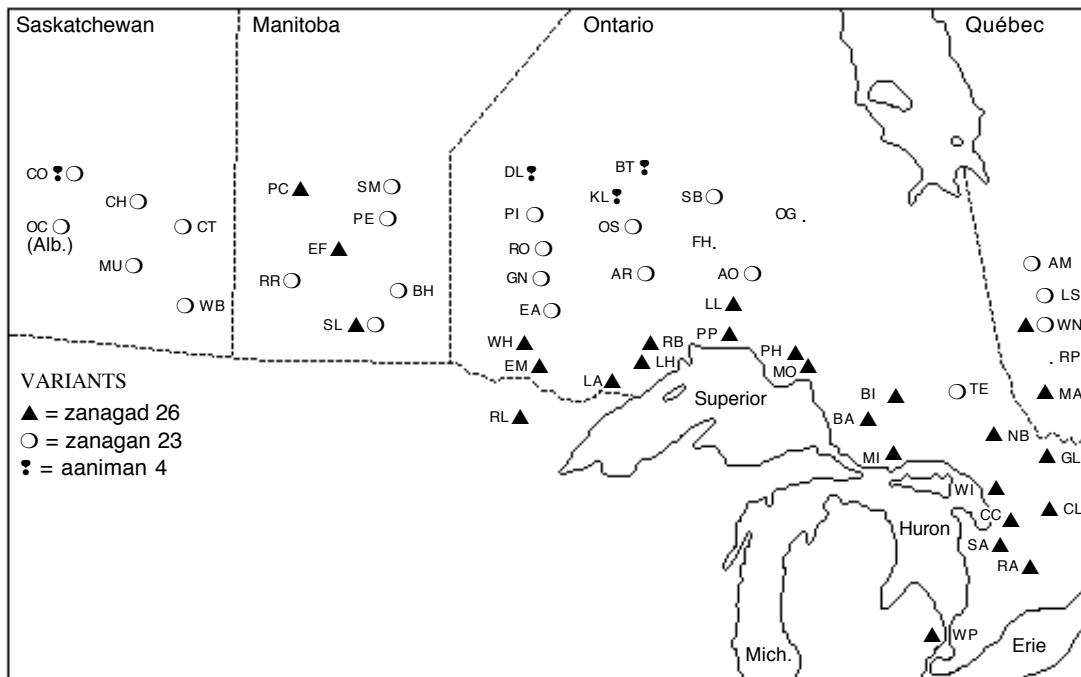 Saskatchewan Manitoba Ontario Québec
CO
CH
OC
(Alb.)
CT
MU
WB
PC
SM
PE
EF
RR
BH
SL
DL
BT
KL
PI
SB
OG
OS
RO
FH
GN
AR
AO
EA
LL
WH
RB
PP
EM
LH
PH
LA
MO
RL
AM
LS
WN
RP
MA
TE
BI
BA
NB
GL
MI
WI
CC
CL
SA
RA
WP
Superior
Huron
Mich.
Erie
VARIANTS
▲ = zanagad 26
❍ = zanagan 23
❢ = aaniman 4